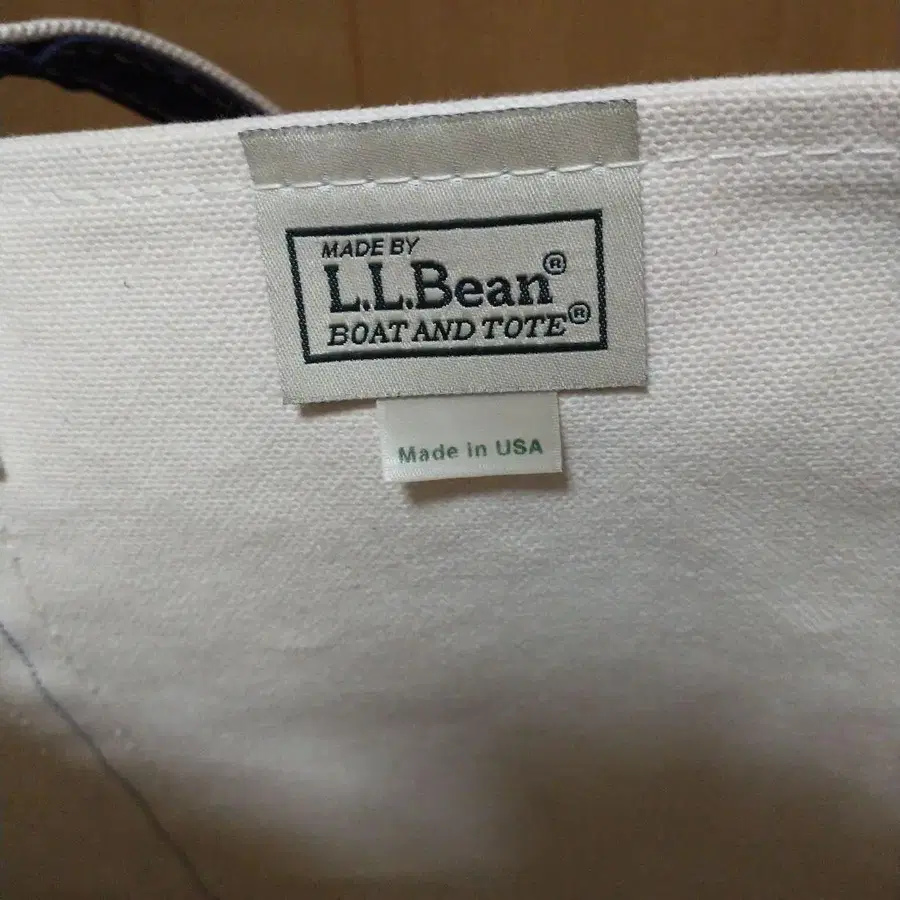 MADE BY
L.L.Bean®
BOAT AND TOTE®
Made in USA